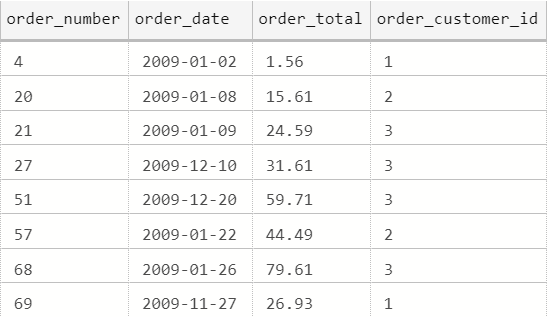 order_number order_date order_total order_customer_id
4 2009-01-02 1.56 1
20 2009-01-08 15.61 2
21 2009-01-09 24.59 3
27 2009-12-10 31.61 3
51 2009-12-20 59.71 3
57 2009-01-22 44.49 2
68 2009-01-26 79.61 3
69 2009-11-27 26.93 1